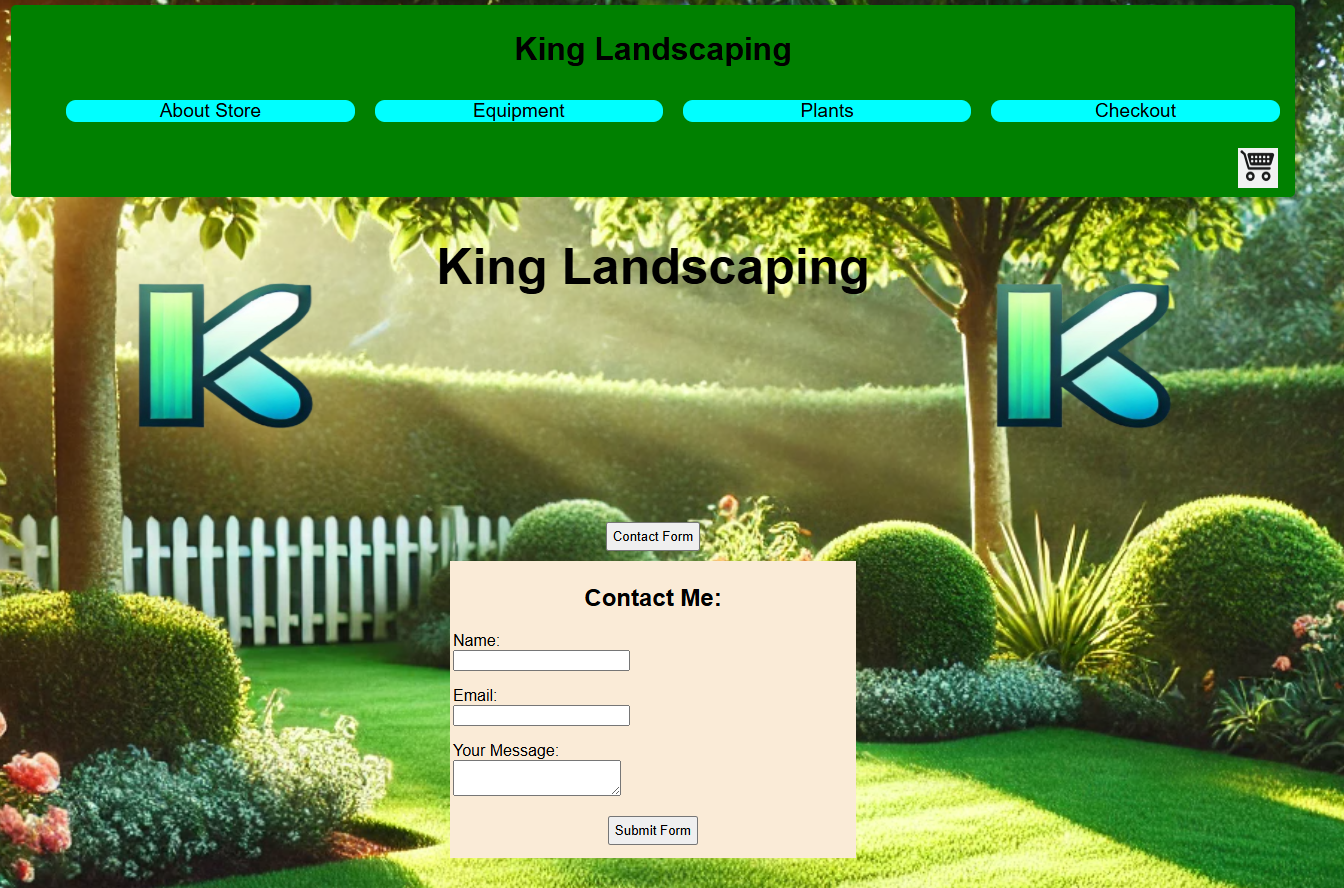 King Landscaping
About Store Equipment Plants Checkout
King Landscaping
K K
Contact Form
Contact Me:
Name:
Email:
Your Message:
Submit Form